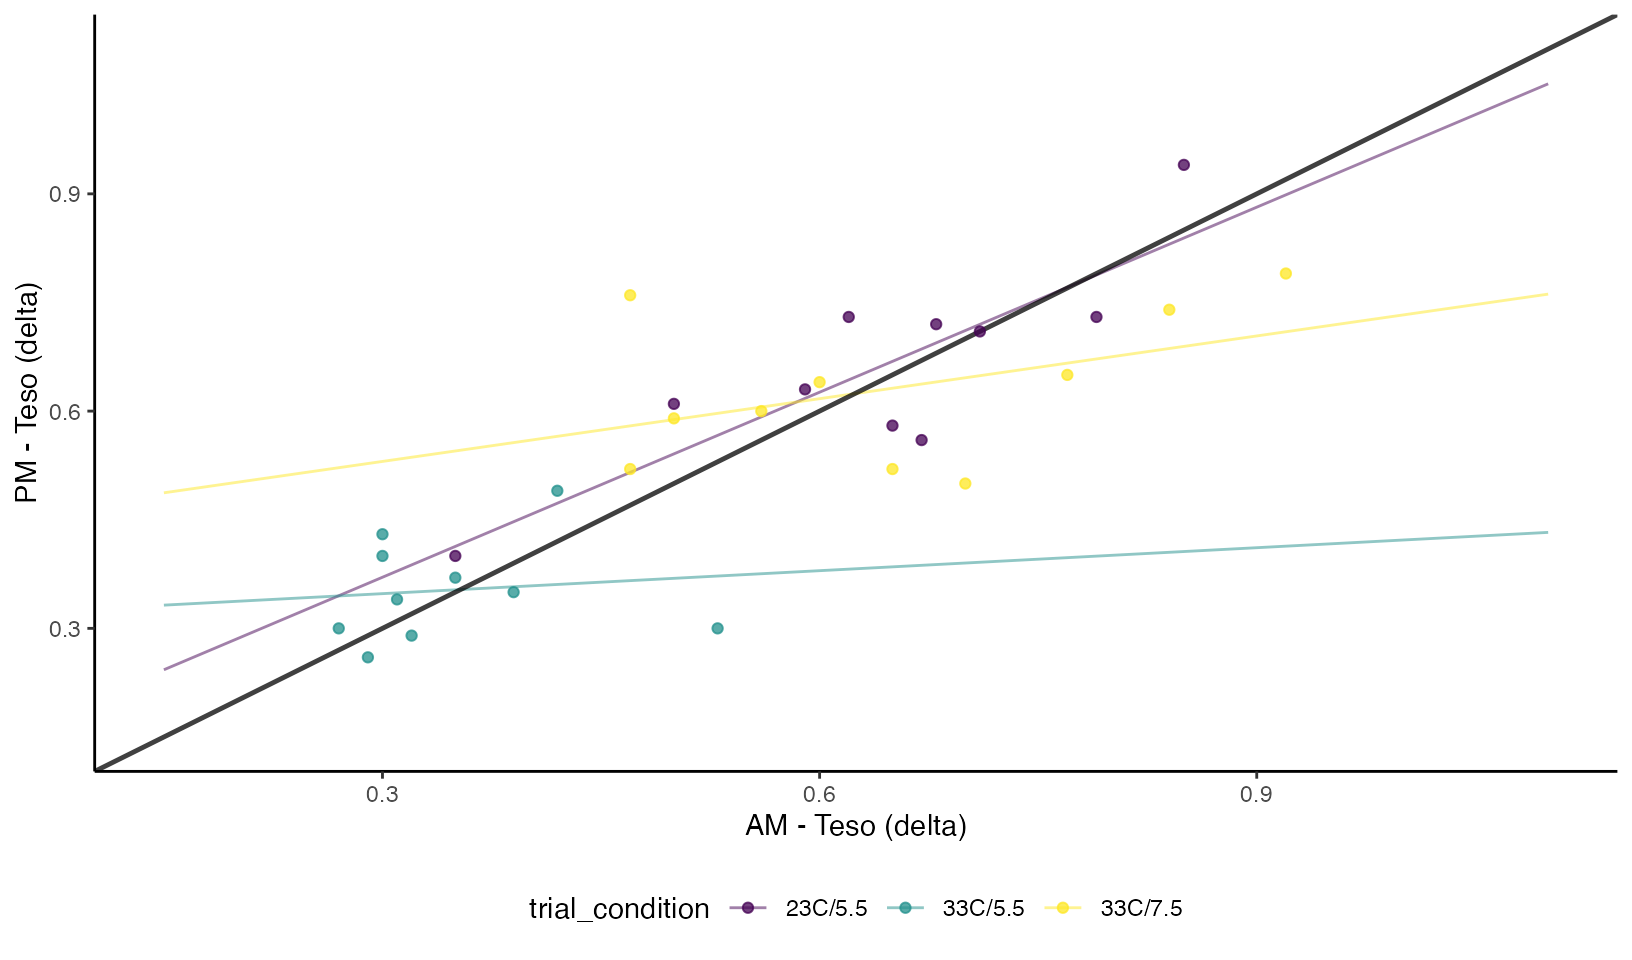 PM - Teso (delta)
0.9
0.6
0.3
0.3 0.6 0.9
AM - Teso (delta)
trial_condition 23C/5.5 33C/5.5 33C/7.5